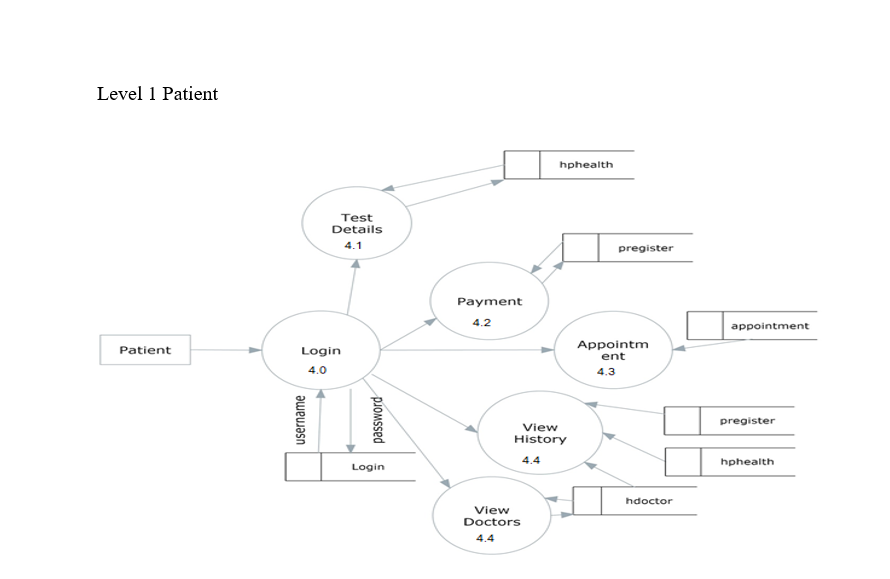 Level 1 Patient
hphealth
Test
Details
4.1
pregister
Payment
4.2
appointment
Appointm
ent
4.3
Patient
Login
4.0
username
password
Login
View
History
4.4
pregister
hphealth
hdoctor
View
Doctors
4.4